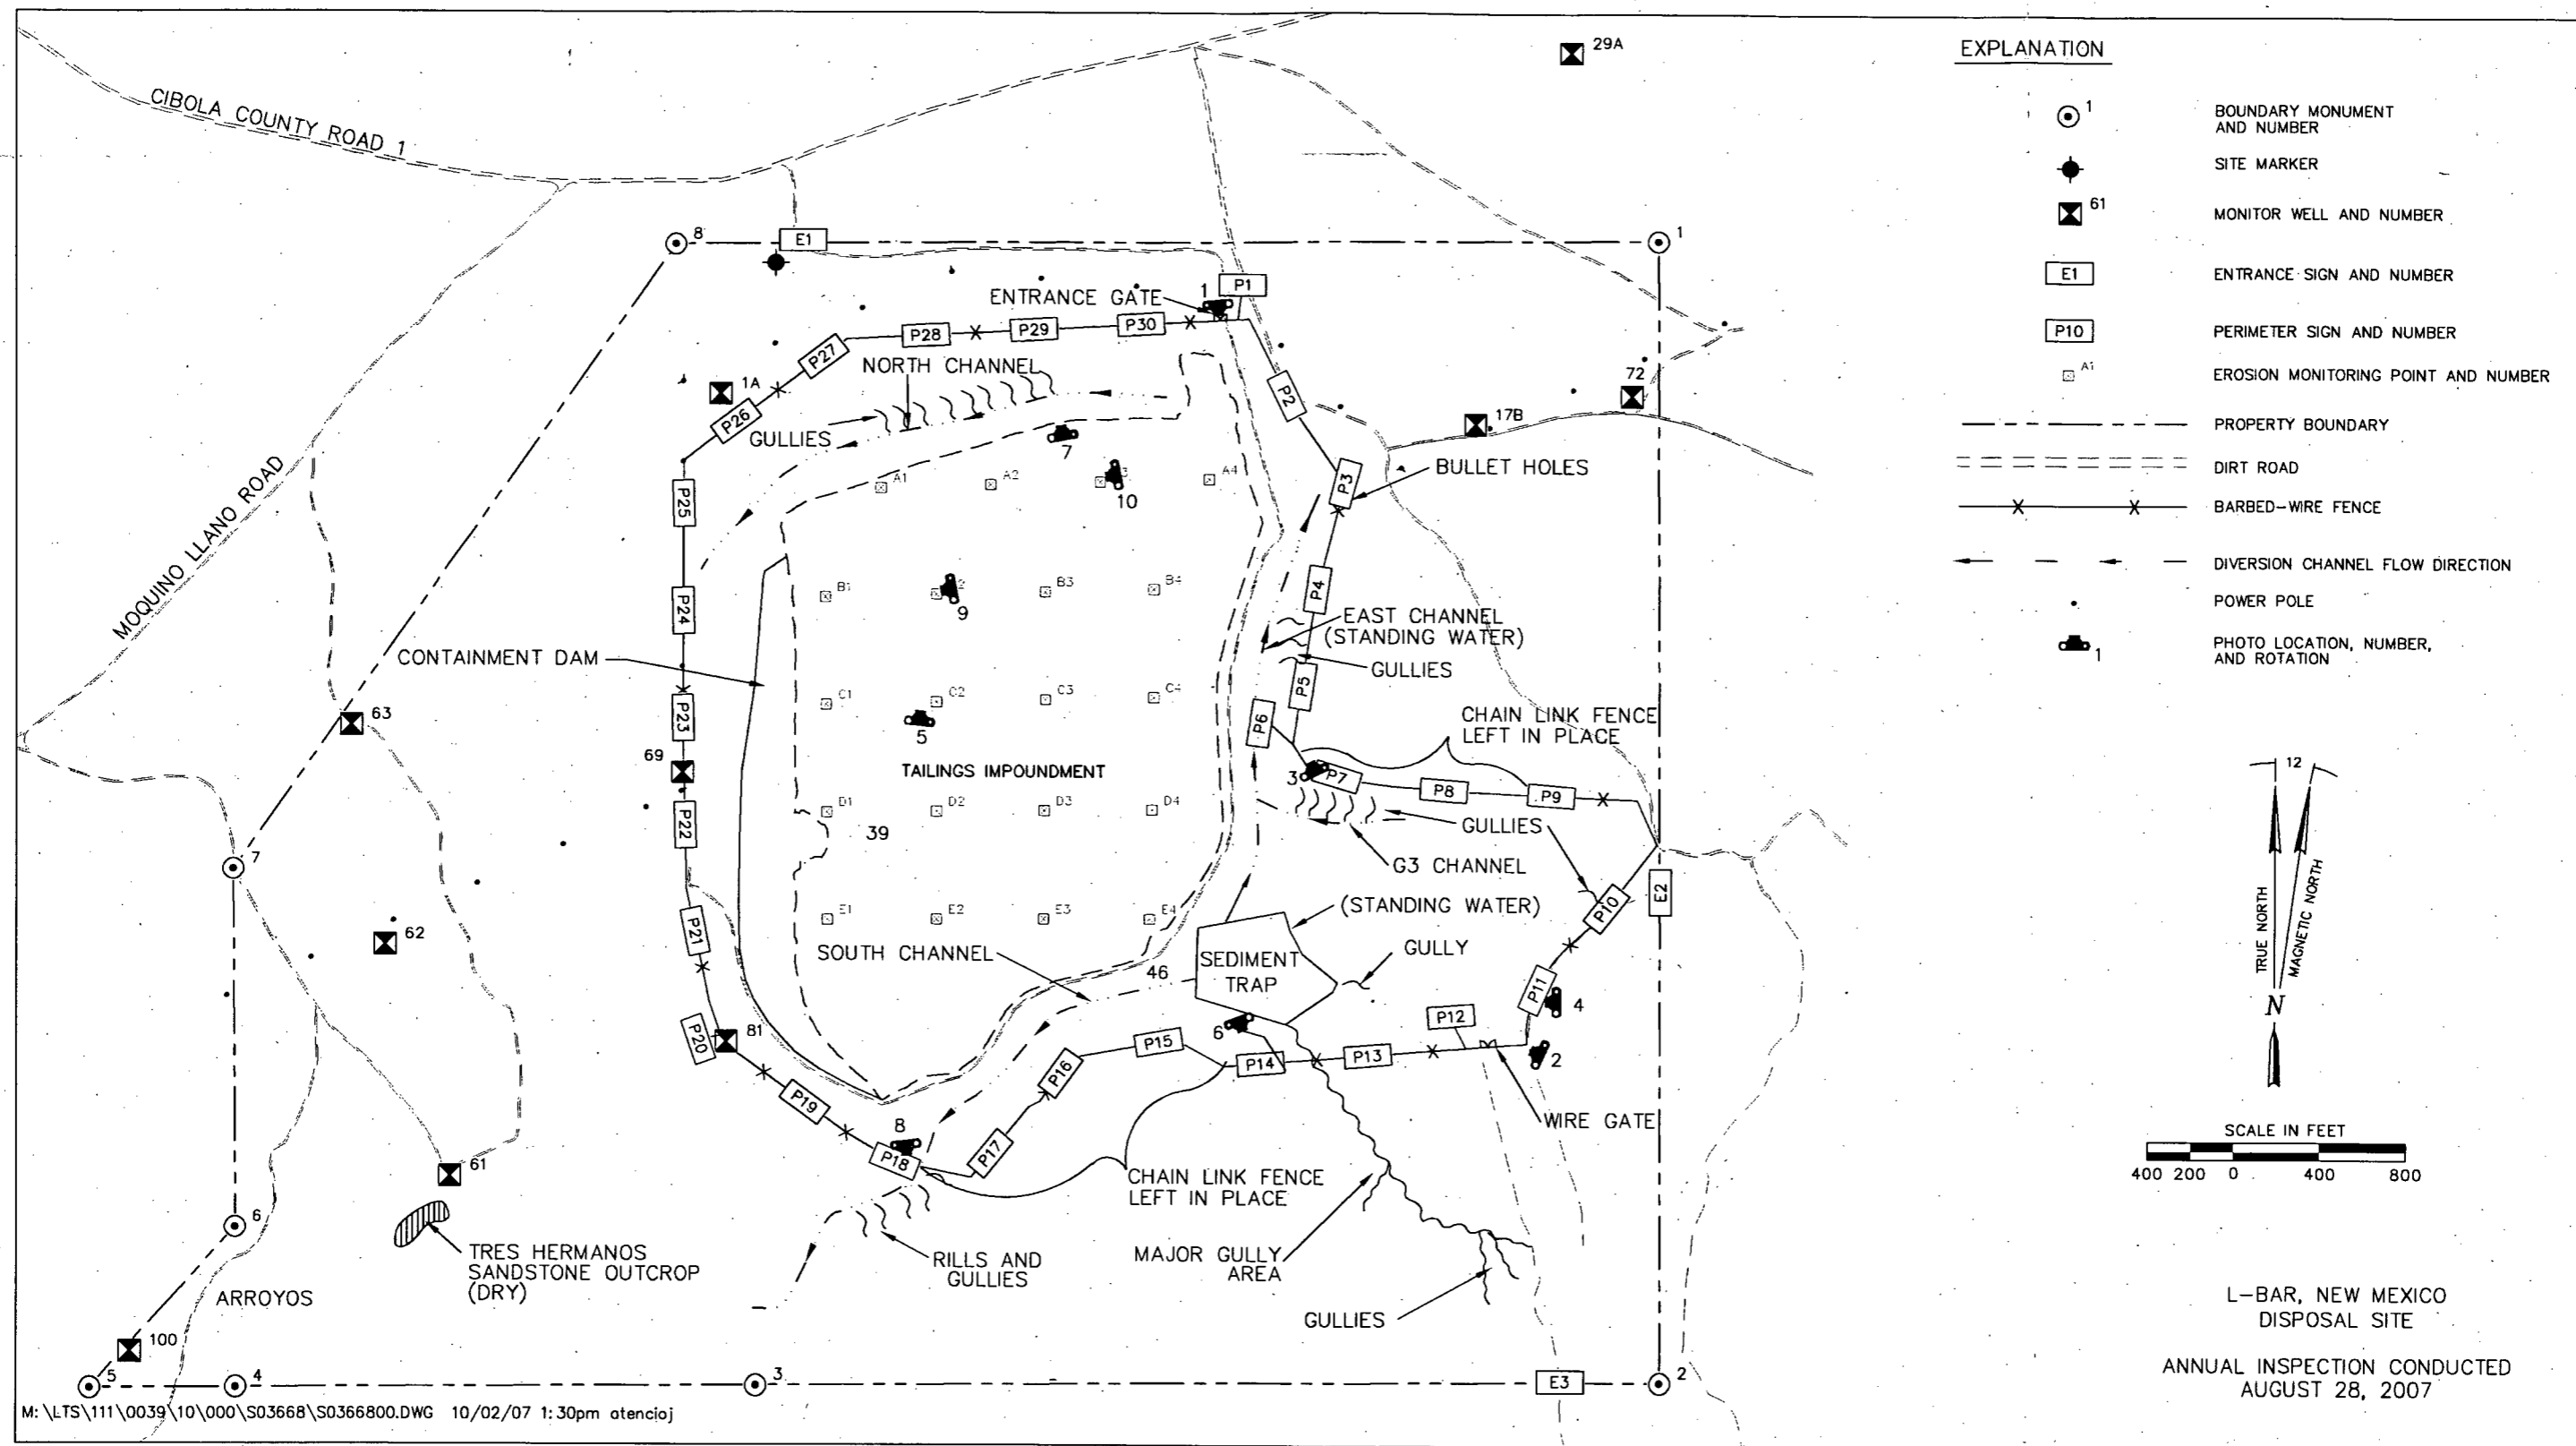 29A
EXPLANATION
CIBOLA COUNTY ROAD 1
1
BOUNDARY MONUMENT
AND NUMBER
SITE MARKER
61
MONITOR WELL AND NUMBER
8
E1
1
E1
ENTRANCE SIGN AND NUMBER
ENTRANCE GATE
1
P1
P10
PERIMETER SIGN AND NUMBER
P28
P29
P30
P27
NORTH CHANNEL
A1
EROSION MONITORING POINT AND NUMBER
1A
P26
GULLIES
P2
72
17B
PROPERTY BOUNDARY
7
10
BULLET HOLES
DIRT ROAD
A1
A2
A4
P3
P25
BARBED-WIRE FENCE
MOQUINO LLANO ROAD
DIVERSION CHANNEL FLOW DIRECTION
B1
9
B3
B4
P4
POWER POLE
P24
EAST CHANNEL
(STANDING WATER)
1
PHOTO LOCATION, NUMBER,
AND ROTATION
CONTAINMENT DAM
GULLIES
P5
C1
C2
C3
C4
63
P23
5
P6
CHAIN LINK FENCE
LEFT IN PLACE
69
TAILINGS IMPOUNDMENT
3
P7
P8
P9
12
P22
D1
D2
D3
D4
39
GULLIES
7
G3 CHANNEL
E2
P10
62
P21
E1
E2
E3
E4
(STANDING WATER)
SOUTH CHANNEL
46
SEDIMENT
TRAP
GULLY
TRUE NORTH
MAGNETIC NORTH
N
P11
4
P12
81
P20
6
P15
P14
P13
2
P16
P19
WIRE GATE
8
P18
P17
SCALE IN FEET
400 200 0 400 800
61
CHAIN LINK FENCE
LEFT IN PLACE
6
TRES HERMANOS
SANDSTONE OUTCROP
(DRY)
RILLS AND
GULLIES
MAJOR GULLY
AREA
ARROYOS
GULLIES
L-BAR, NEW MEXICO
DISPOSAL SITE
100
5
4
3
E3
2
ANNUAL INSPECTION CONDUCTED
AUGUST 28, 2007
M:\LTS\111\0039\10\000\S03668\S0366800.DWG 10/02/07 1:30pm atencioj